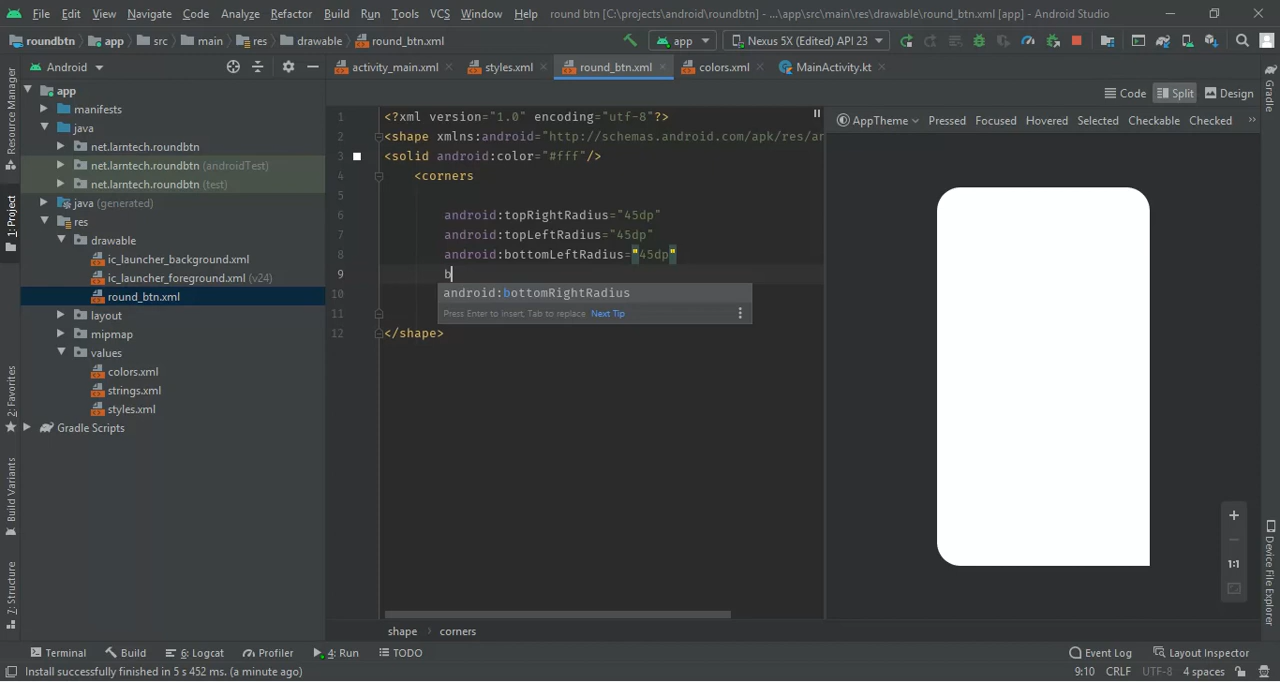 File Edit View Navigate Code Analyze Refactor Build Run Tools VCS Window Help round btn [C:\projects\android\roundbtn] - ...\app\src\main\res\drawable\round_btn.xml [app] - Android Studio
roundbtn app src main res drawable round_btn.xml app Nexus 5X (Edited) API 23
Android activity_main.xml styles.xml round_btn.xml colors.xml MainActivity.kt
Code Split Design
AppTheme Pressed Focused Hovered Selected Checkable Checked
app
manifests
java
net.larntech.roundbtn
net.larntech.roundbtn (androidTest)
net.larntech.roundbtn (test)
java (generated)
res
drawable
ic_launcher_background.xml
ic_launcher_foreground.xml (v24)
round_btn.xml
layout
mipmap
values
colors.xml
strings.xml
styles.xml
Gradle Scripts
1 <?xml version="1.0" encoding="utf-8"?>
2 <shape xmlns:android="http://schemas.android.com/apk/res/an
3 <solid android:color="#fff"/>
4 <corners
5
6 android:topRightRadius="45dp"
7 android:topLeftRadius="45dp"
8 android:bottomLeftRadius="45dp"
9 b
10 android:bottomRightRadius
11 Press Enter to insert, Tab to replace Next Tip
12 </shape>
shape corners
1:1
Resource Manager
1: Project
2: Favorites
Build Variants
7: Structure
Gradle
Device File Explorer
Terminal Build 6: Logcat Profiler 4: Run TODO Event Log Layout Inspector
Install successfully finished in 5 s 452 ms. (a minute ago) 9:10 CRLF UTF-8 4 spaces